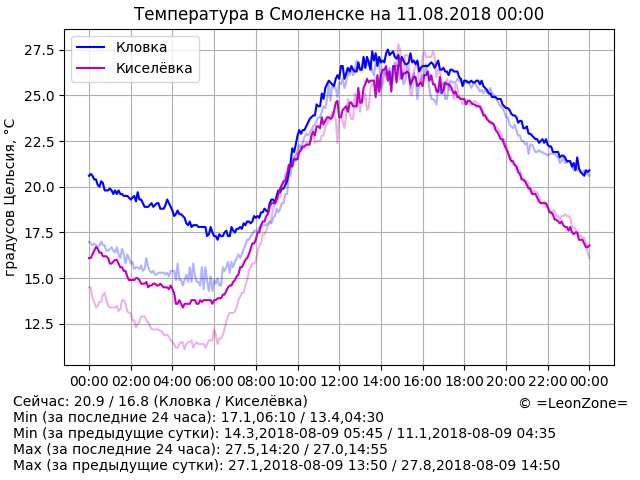 Температура в Смоленске на 11.08.2018 00:00
Кловка
Киселёвка
градусов Цельсия, °C
27.5
25.0
22.5
20.0
17.5
15.0
12.5
00:00 02:00 04:00 06:00 08:00 10:00 12:00 14:00 16:00 18:00 20:00 22:00 00:00
Сейчас: 20.9 / 16.8 (Кловка / Киселёвка)
© =LeonZone=
Min (за последние 24 часа): 17.1,06:10 / 13.4,04:30
Min (за предыдущие сутки): 14.3,2018-08-09 05:45 / 11.1,2018-08-09 04:35
Max (за последние 24 часа): 27.5,14:20 / 27.0,14:55
Max (за предыдущие сутки): 27.1,2018-08-09 13:50 / 27.8,2018-08-09 14:50